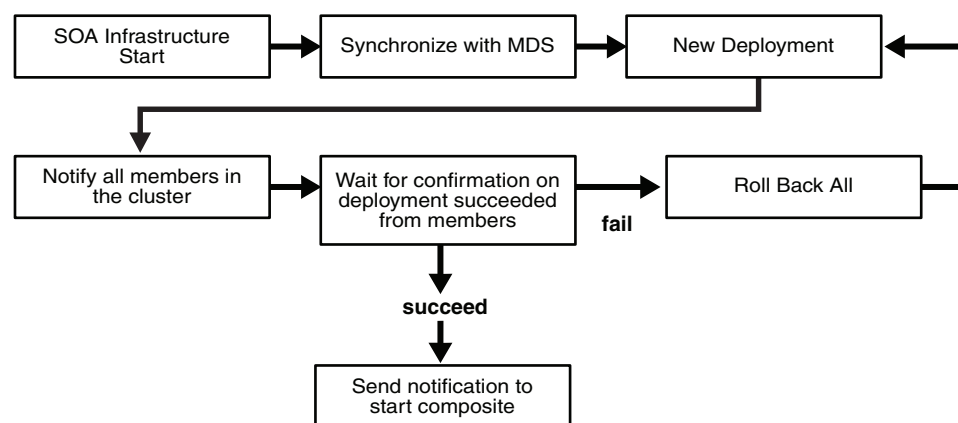 SOA Infrastructure
Start
Synchronize with MDS
New Deployment
Notify all members in
the cluster
Wait for confirmation on
deployment succeeded
from members
fail
Roll Back All
succeed
Send notification to
start composite